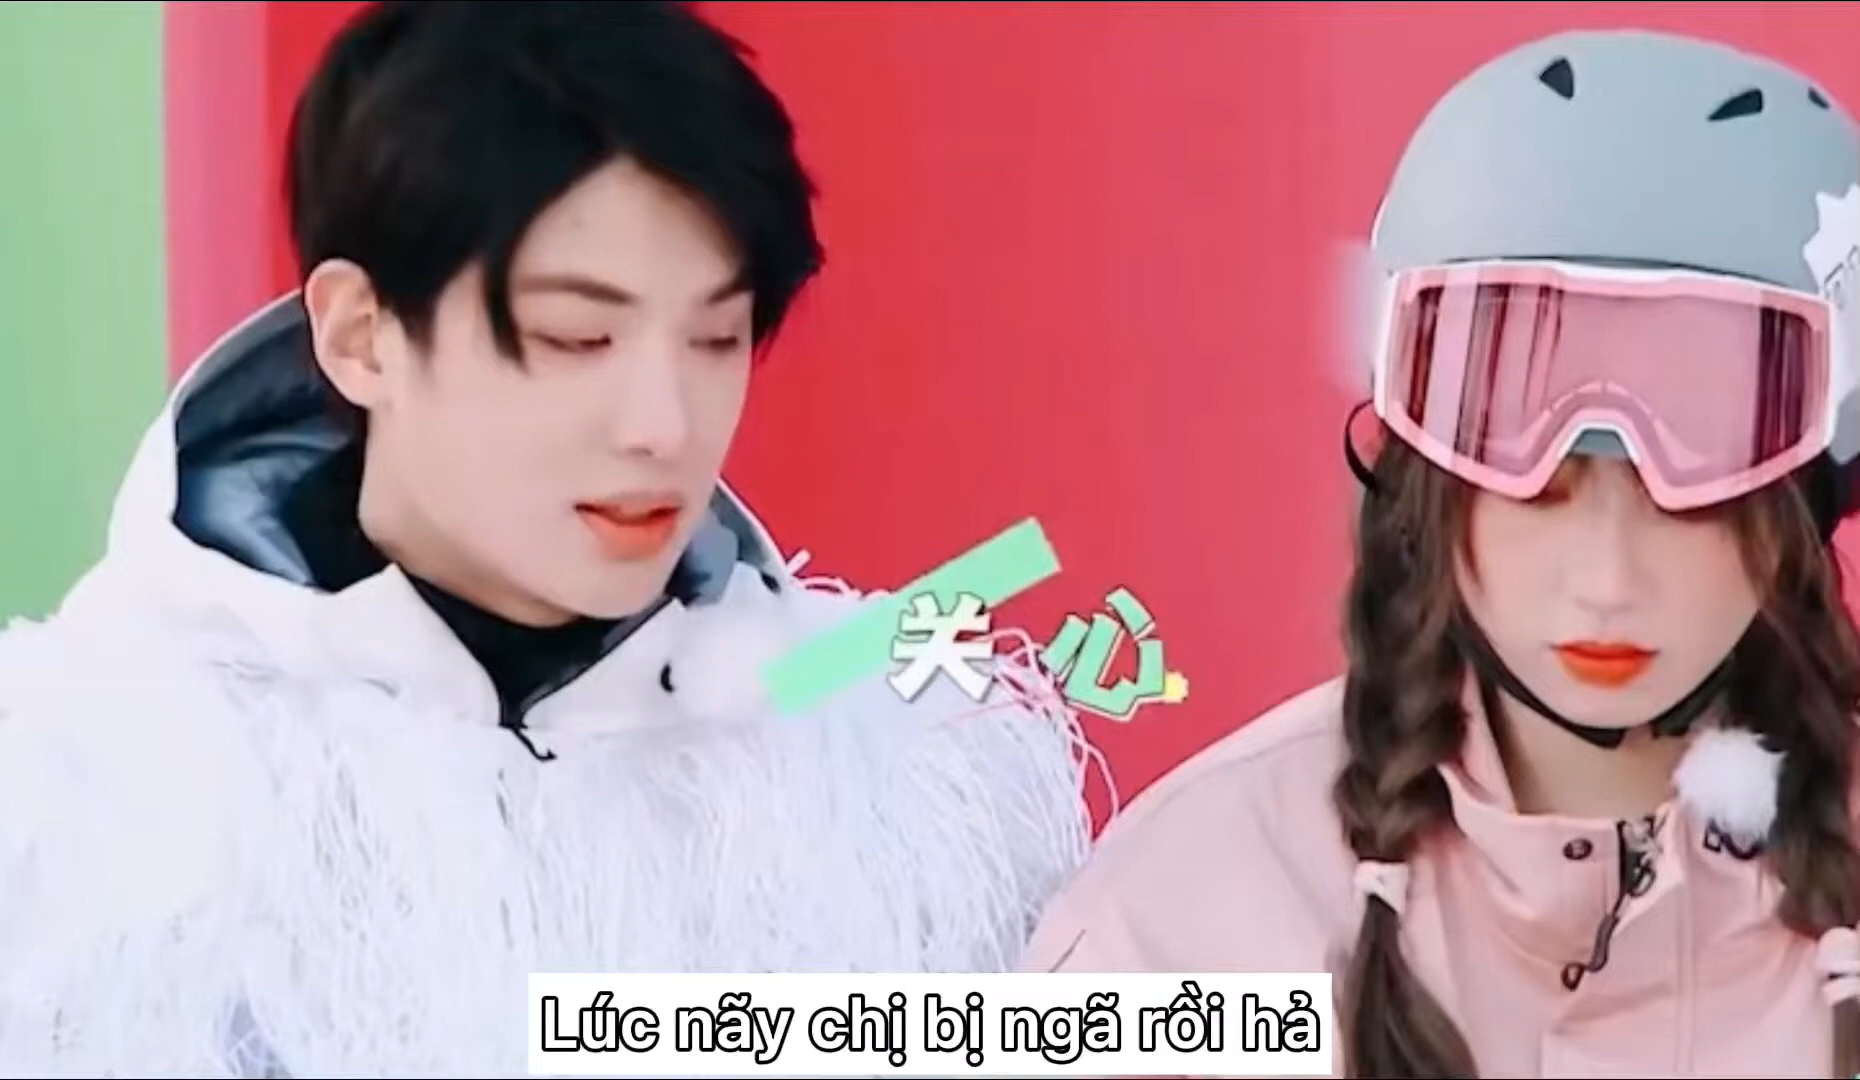 关心
Lúc nãy chị bị ngã rồi hả